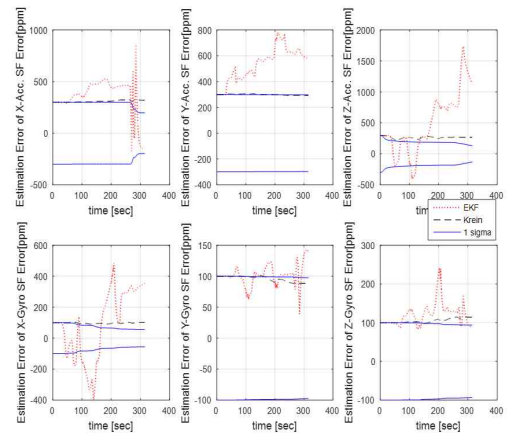 Estimation Error of X-Acc. SF Error[ppm]
1000
500
0
-500
0 100 200 300 400
time [sec]
Estimation Error of Y-Acc. SF Error[ppm]
800
600
400
200
0
-200
-400
0 100 200 300 400
time [sec]
Estimation Error of Z-Acc. SF Error[ppm]
2000
1500
1000
500
0
-500
0 100 200 300 400
time [sec]
EKF
Krein
1 sigma
Estimation Error of X-Gyro SF Error[ppm]
600
400
200
0
-200
-400
0 100 200 300 400
time [sec]
Estimation Error of Y-Gyro SF Error[ppm]
150
100
50
0
-50
-100
0 100 200 300 400
time [sec]
Estimation Error of Z-Gyro SF Error[ppm]
300
200
100
0
-100
0 100 200 300 400
time [sec]